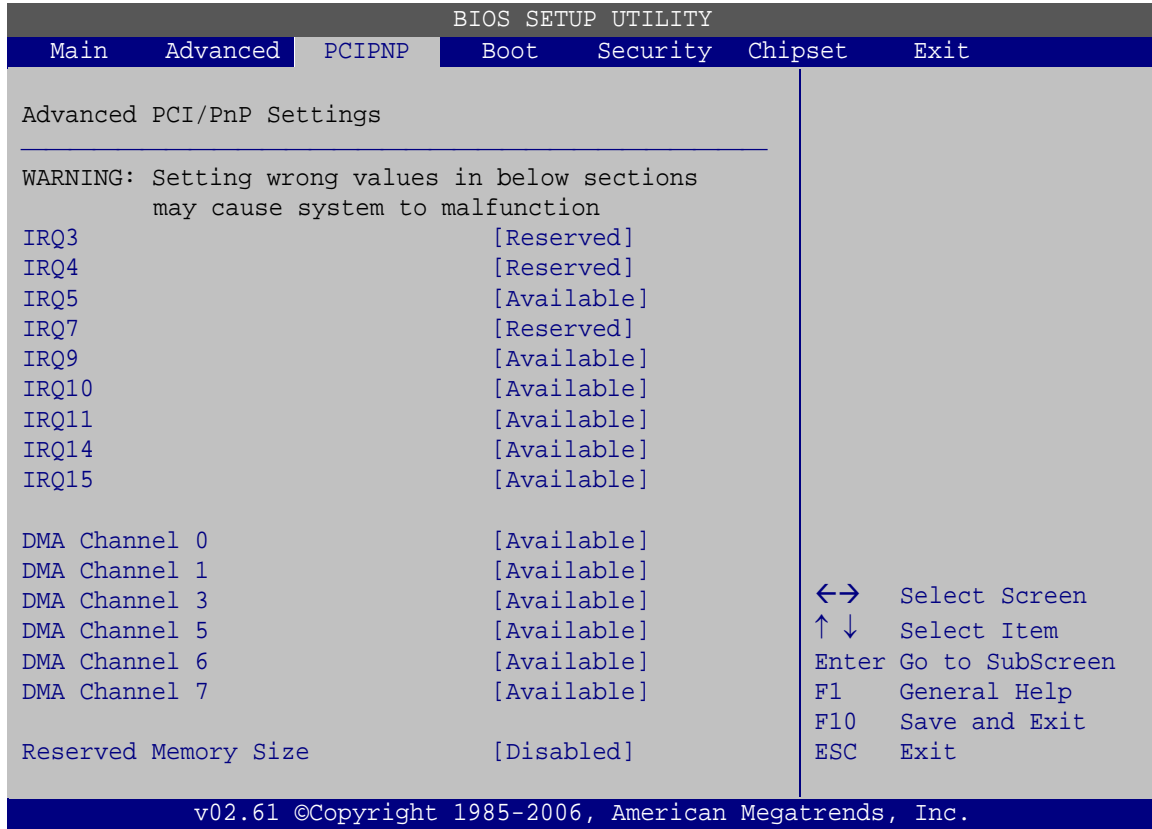 BIOS SETUP UTILITY
Main Advanced PCIPNP Boot Security Chipset Exit
Advanced PCI/PnP Settings
WARNING: Setting wrong values in below sections
may cause system to malfunction
IRQ3 [Reserved]
IRQ4 [Reserved]
IRQ5 [Available]
IRQ7 [Reserved]
IRQ9 [Available]
IRQ10 [Available]
IRQ11 [Available]
IRQ14 [Available]
IRQ15 [Available]
DMA Channel 0 [Available]
DMA Channel 1 [Available]
DMA Channel 3 [Available]
DMA Channel 5 [Available]
DMA Channel 6 [Available]
DMA Channel 7 [Available]
Reserved Memory Size [Disabled]
←→ Select Screen
↑ ↓ Select Item
Enter Go to SubScreen
F1 General Help
F10 Save and Exit
ESC Exit
v02.61 ©Copyright 1985-2006, American Megatrends, Inc.